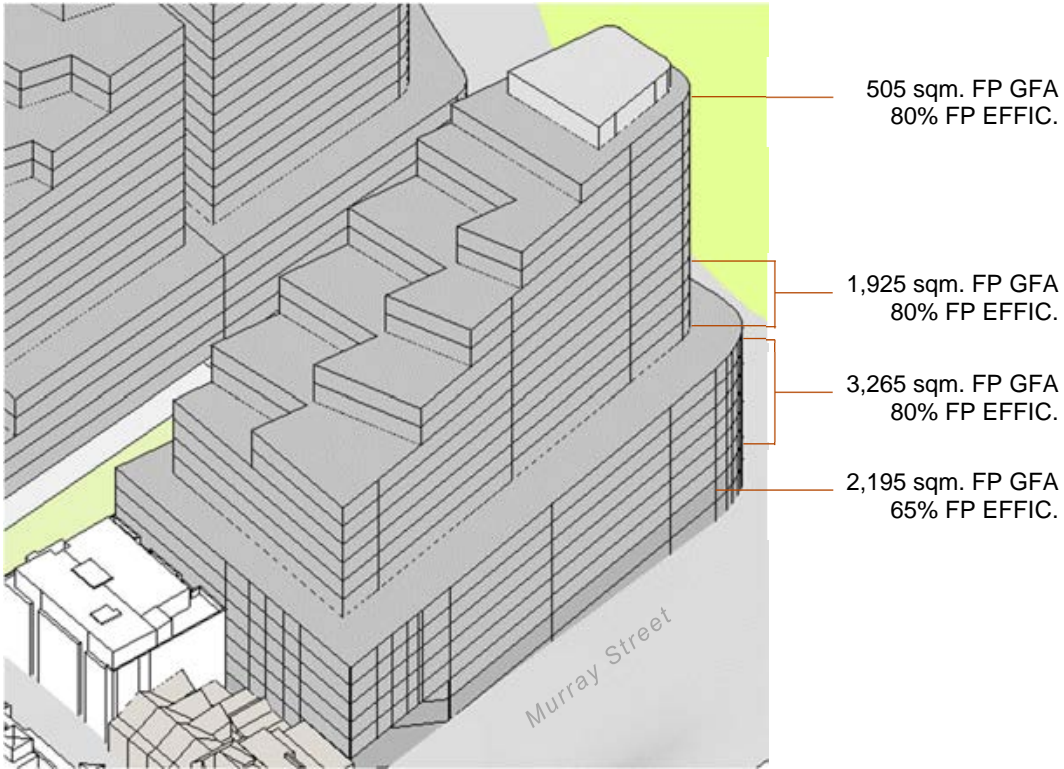 505 sqm. FP GFA
80% FP EFFIC.
1,925 sqm. FP GFA
80% FP EFFIC.
3,265 sqm. FP GFA
80% FP EFFIC.
2,195 sqm. FP GFA
65% FP EFFIC.
Murray Street